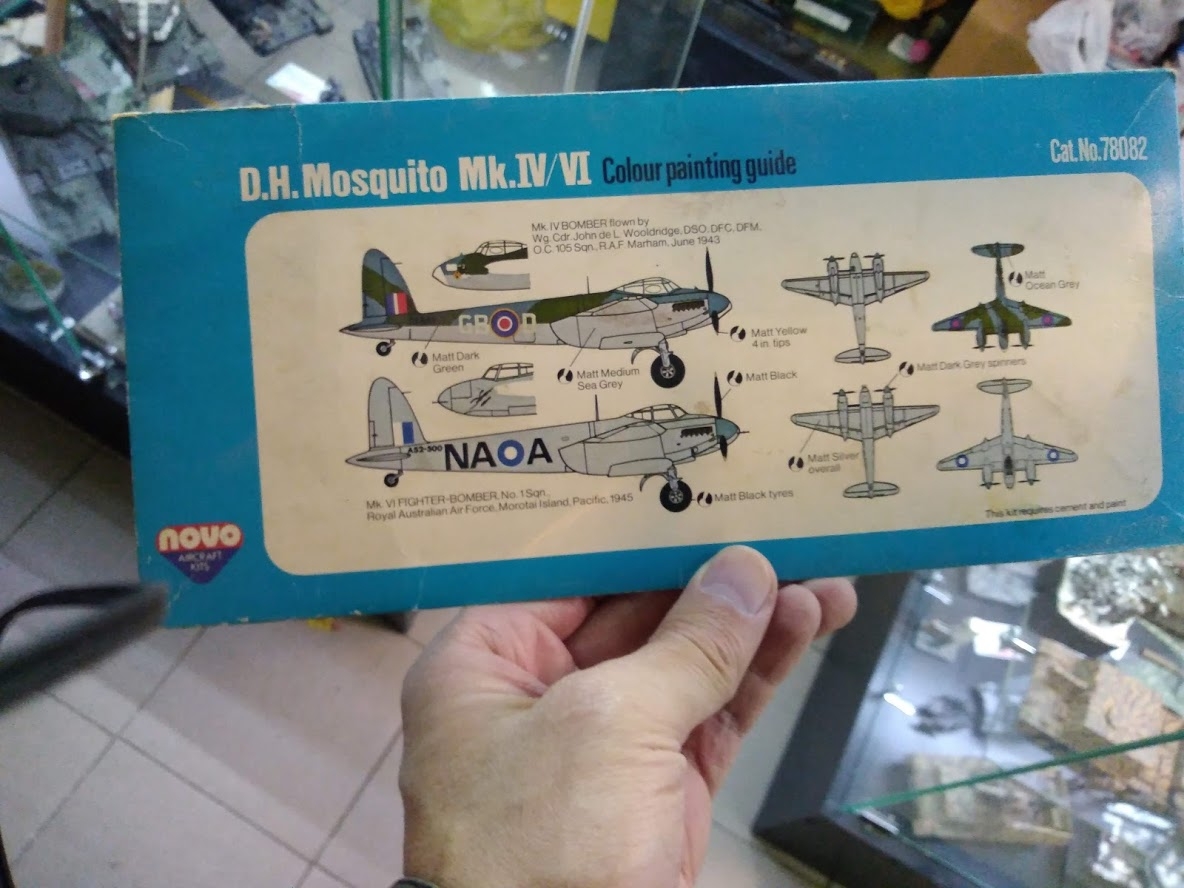 D.H. Mosquito Mk.IV/VI Colour painting guide
Cat.No.78082
Mk. IV BOMBER flown by
Wg. Cdr. John de L. Wooldridge, DSO, DFC, DFM,
O.C. 105 Sqn., R.A.F. Marham, June 1943
GB D
Matt Dark
Green
Matt Medium
Sea Grey
Matt Yellow
4 in. tips
Matt
Ocean Grey
Matt Dark Grey spinners
Matt Black
A52-500
NA A
Matt Silver
overall
Matt Black tyres
Mk. VI FIGHTER-BOMBER, No. 1 Sqn.,
Royal Australian Air Force, Morotai Island, Pacific, 1945
This kit requires cement and paint
novo
AIRCRAFT
KITS